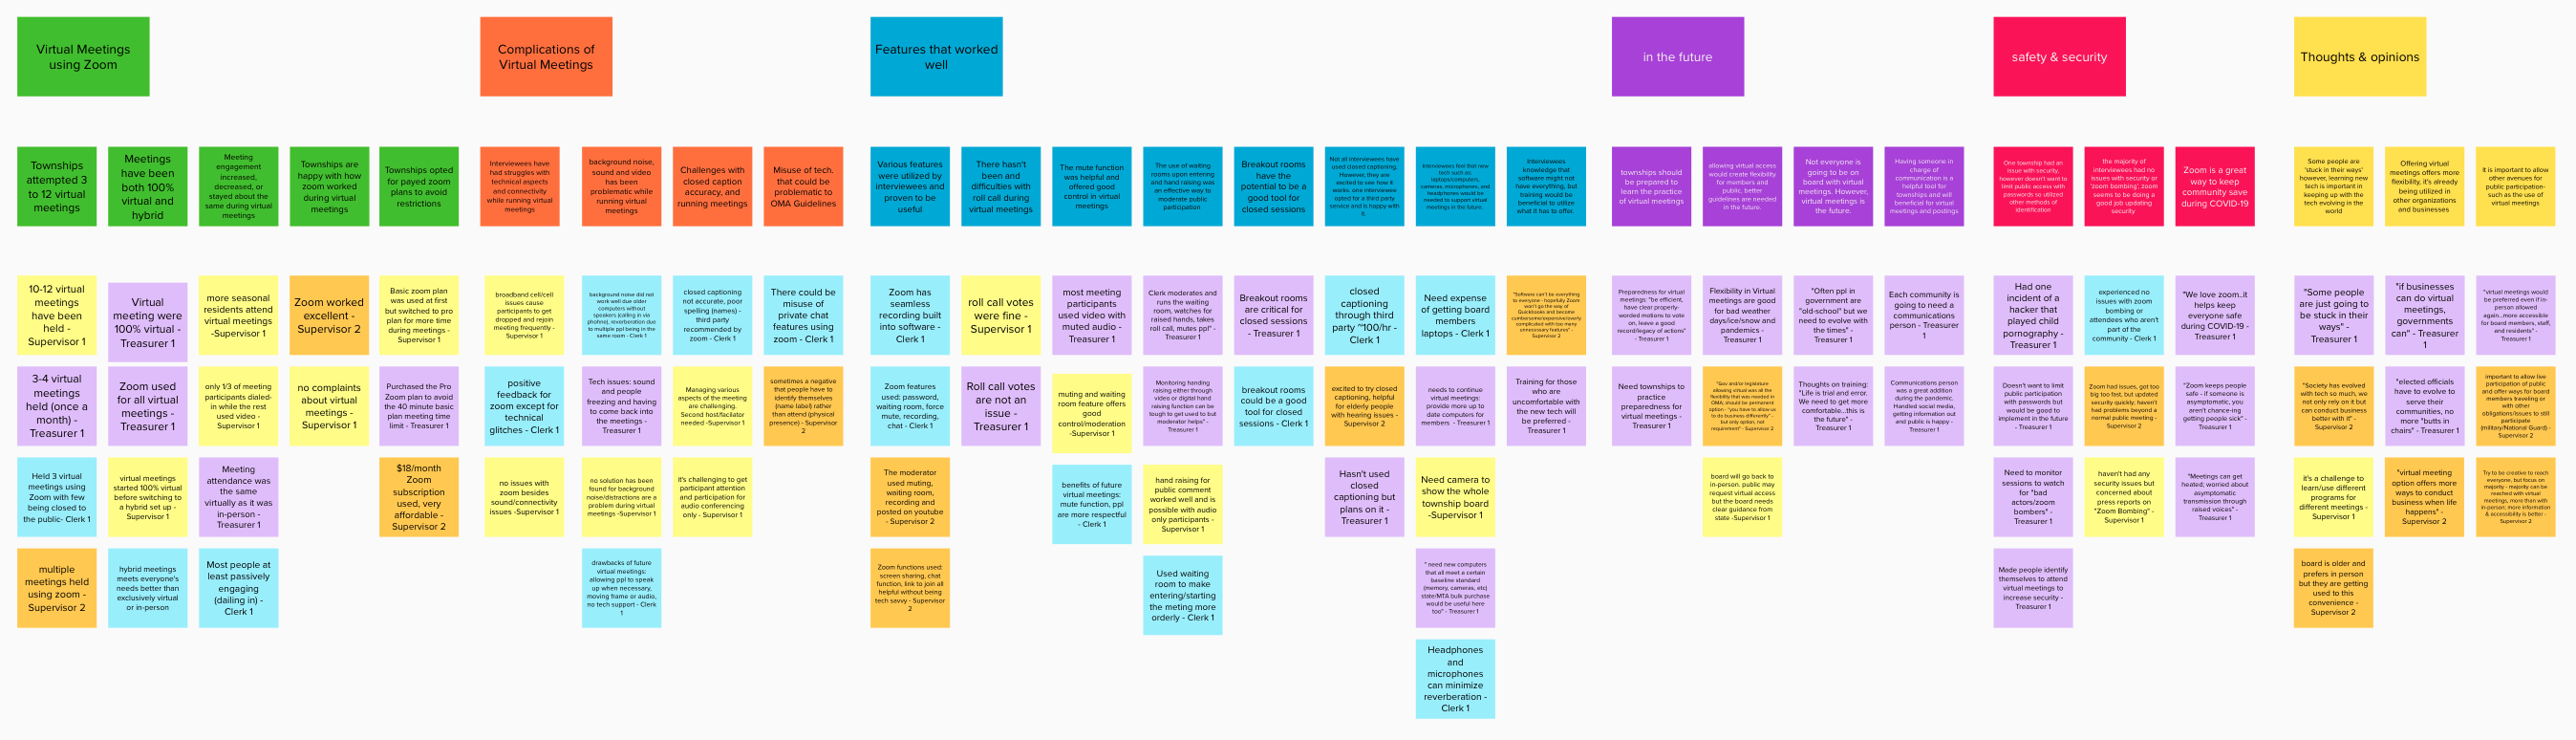 Virtual Meetings
using Zoom
Complications of
Virtual Meetings
Features that worked
well
in the future
safety & security
Thoughts & opinions
Townships
attempted 3
to 12 virtual
meetings
Meetings
have been
both 100%
virtual and
hybrid
Meeting
engagement
increased,
decreased, or
stayed about the
same during virtual
meetings
Townships are
happy with how
zoom worked
during virtual
meetings
Townships opted
for payed zoom
plans to avoid
restrictions
Interviewees have
had struggles with
technical aspects
and connectivity
while running virtual
meetings
background noise,
sound and video
has been
problematic while
running virtual
meetings
Challenges with
closed caption
accuracy, and
running meetings
Misuse of tech.
that could be
problematic to
OMA Guidelines
Various features
were utilized by
interviewees and
proven to be
useful
There hasn't
been and
difficulties with
roll call during
virtual meetings
The mute function
was helpful and
offered good
control in virtual
meetings
The use of waiting
rooms upon entering
and hand raising was
an effective way to
moderate public
participation
Breakout rooms
have the
potential to be a
good tool for
closed sessions
Not all interviewees have
used closed captioning.
However, they are
excited to see how it
works. one interviewee
opted for a third party
service and is happy with
it.
Interviewees feel that new
tech such as:
laptops/computers,
cameras, microphones, and
headphones would be
needed to support virtual
meetings in the future.
Interviewees
knowledge that
software might not
have everything, but
training would be
beneficial to utilize
what it has to offer.
townships should
be prepared to
learn the practice
of virtual meetings
allowing virtual access
would create flexibility
for members and
public, better
guidelines are needed
in the future.
Not everyone is
going to be on
board with virtual
meetings. However,
virtual meetings is
the future.
Having someone in
charge of
communication is a
helpful tool for
townships and will
beneficial for virtual
meetings and postings
One township had an
issue with security,
however doesn't want to
limit public access with
passwords so utilized
other methods of
identification
the majority of
interviewees had no
issues with security or
'zoom bombing'; zoom
seems to be doing a
good job updating
security
Zoom is a great
way to keep
community save
during COVID-19
Some people are
'stuck in their ways'
however, learning new
tech is important in
keeping up with the
tech evolving in the
world
Offering virtual
meetings offers more
flexibility, it's already
being utilized in
other organizations
and businesses
It is important to allow
other avenues for
public participation-
such as the use of
virtual meetings
10-12 virtual
meetings
have been
held -
Supervisor 1
Virtual
meeting were
100% virtual -
Treasurer 1
more seasonal
residents attend
virtual meetings
-Supervisor 1
Zoom worked
excellent -
Supervisor 2
Basic zoom plan
was used at first
but switched to pro
plan for more time
during meetings -
Supervisor 1
broadband cell/cell
issues cause
participants to get
dropped and rejoin
meeting frequently -
Supervisor 1
background noise did not
work well due older
computers without
speakers (calling in via
phone), reverberation due
to multiple ppl being in the
same room - Clerk 1
closed captioning
not accurate, poor
spelling (names) -
third party
recommended by
zoom - Clerk 1
There could be
misuse of
private chat
features using
zoom - Clerk 1
Zoom has
seamless
recording built
into software -
Clerk 1
roll call votes
were fine -
Supervisor 1
most meeting
participants
used video with
muted audio -
Treasurer 1
Clerk moderates and
runs the waiting
room, watches for
raised hands, takes
roll call, mutes ppl" -
Treasurer 1
Breakout rooms
are critical for
closed sessions
- Treasurer 1
closed
captioning
through third
party ~100/hr -
Clerk 1
Need expense
of getting board
members
laptops - Clerk 1
"Software can't be everything
to everyone - hopefully Zoom
won't go the way of
Quickbooks and become
cumbersome/expensive/overly
complicated with too many
unnecessary features" -
Supervisor 2
Preparedness for virtual
meetings: "be efficient,
have clear properly-
worded motions to vote
on, leave a good
record/legacy of actions"
- Treasurer 1
Flexibility in Virtual
meetings are good
for bad weather
days/ice/snow and
pandemics -
Treasurer 1
"Often ppl in
government are
"old-school" but we
need to evolve with
the times" -
Treasurer 1
Each community is
going to need a
communications
person - Treasurer
1
Had one
incident of a
hacker that
played child
pornography -
Treasurer 1
experienced no
issues with zoom
bombing or
attendees who aren't
part of the
community - Clerk 1
"We love zoom..it
helps keep
everyone safe
during COVID-19 -
Treasurer 1
"Some people
are just going to
be stuck in their
ways" -
Treasurer 1
"if businesses
can do virtual
meetings,
governments
can" - Treasurer
1
"virtual meetings would
be preferred even if in-
person allowed
again...more accessible
for board members, staff,
and residents" -
Treasurer 1
3-4 virtual
meetings
held (once a
month) -
Treasurer 1
Zoom used
for all virtual
meetings -
Treasurer 1
only 1/3 of meeting
participants dialed-
in while the rest
used video -
Supervisor 1
no complaints
about virtual
meetings -
Supervisor 1
Purchased the Pro
Zoom plan to avoid
the 40 minute basic
plan meeting time
limit - Treasurer 1
positive
feedback for
zoom except for
technical
glitches - Clerk 1
Tech issues: sound
and people
freezing and having
to come back into
the meetings -
Treasurer 1
Managing various
aspects of the
meeting are
challenging.
Second host/facilator
needed -Supervisor 1
sometimes a negative
that people have to
identify themselves
(name label) rather
then attend (physical
presence) - Supervisor
2
Zoom features
used: password,
waiting room, force
mute, recording,
chat - Clerk 1
Roll call votes
are not an
issue -
Treasurer 1
muting and waiting
room feature offers
good
control/moderation
-Supervisor 1
Monitoring handing
raising either through
video or digital hand
raising function can be
tough to get used to but
moderator helps" -
Treasurer 1
breakout rooms
could be a good
tool for closed
sessions - Clerk 1
excited to try closed
captioning, helpful
for elderly people
with hearing issues -
Supervisor 2
needs to continue
virtual meetings:
provide more up to
date computers for
members - Treasurer 1
Training for those
who are
uncomfortable with
the new tech will
be preferred -
Treasurer 1
Need townships to
practice
preparedness for
virtual meetings -
Treasurer 1
"Gov and/or legislature
allowing virtual was all the
flexibility that was needed in
OMA; should be permanent
option - "you have to allow us
to do business differently" -
but only option; not
requirement" - Supervisor 2
Thoughts on training:
"Life is trial and error.
We need to get more
comfortable...this is
the future" -
Treasurer 1
Communications person
was a great addition
during the pandemic.
Handled social media,
getting information out
and public is happy -
Treasurer 1
Doesn't want to limit
public participation
with passwords but
would be good to
implement in the future
- Treasurer 1
Zoom had issues, got too
big too fast, but updated
security quickly, haven't
had problems beyond a
normal public meeting -
Supervisor 2
"Zoom keeps people
safe - if someone is
asymptomatic, you
aren't chance-ing
getting people sick" -
Treasurer 1
"Society has evolved
with tech so much, we
not only rely on it but
can conduct business
better with it" -
Supervisor 2
"elected officials
have to evolve to
serve their
communities, no
more "butts in
chairs" - Treasurer 1
important to allow live
participation of public
and offer ways for board
members traveling or
with other
obligations/issues to still
participate
(military/National Guard) -
Supervisor 2
Held 3 virtual
meetings using
Zoom with few
being closed to
the public- Clerk 1
virtual meetings
started 100% virtual
before switching to
a hybrid set up -
Supervisor 1
Meeting
attendance was
the same
virtually as it was
in-person -
Treasurer 1
$18/month
Zoom
subscription
used, very
affordable -
Supervisor 2
no issues with
zoom besides
sound/connectivity
issues -Supervisor 1
no solution has been
found for background
noise/distractions are a
problem during virtual
meetings -Supervisor 1
it's challenging to get
participant attention
and participation for
audio conferencing
only - Supervisor 1
The moderator
used muting,
waiting room,
recording and
posted on youtube
- Supervisor 2
benefits of future
virtual meetings:
mute function, ppl
are more respectful
- Clerk 1
hand raising for
public comment
worked well and is
possible with audio
only participants -
Supervisor 1
Hasn't used
closed
captioning but
plans on it -
Treasurer 1
Need camera to
show the whole
township board
-Supervisor 1
board will go back to
in-person. public may
request virtual access
but the board needs
clear guidance from
state -Supervisor 1
Need to monitor
sessions to watch
for "bad
actors/zoom
bombers" -
Treasurer 1
haven't had any
security issues but
concerned about
press reports on
"Zoom Bombing" -
Supervisor 1
"Meetings can get
heated; worried about
asymptomatic
transmission through
raised voices" -
Treasurer 1
it's a challenge to
learn/use different
programs for
different meetings -
Supervisor 1
"virtual meeting
option offers more
ways to conduct
business when life
happens" -
Supervisor 2
Try to be creative to reach
everyone, but focus on
majority - majority can be
reached with virtual
meetings, more than with
in-person; more information
& accessibility is better -
Supervisor 2
multiple
meetings held
using zoom -
Supervisor 2
hybrid meetings
meets everyone's
needs better than
exclusively virtual
or in-person
Most people at
least passively
engaging
(dailing in) -
Clerk 1
drawbacks of future
virtual meetings:
allowing ppl to speak
up when necessary,
moving frame or audio,
no tech support - Clerk
1
Zoom functions used:
screen sharing, chat
function, link to join all
helpful without being
tech savvy - Supervisor
2
Used waiting
room to make
entering/starting
the meting more
orderly - Clerk 1
" need new computers
that all meet a certain
baseline standard
(memory, cameras, etc)
state/MTA bulk purchase
would be useful here
too" - Treasurer 1
Made people identify
themselves to attend
virtual meetings to
increase security -
Treasurer 1
board is older and
prefers in person
but they are getting
used to this
convenience -
Supervisor 2
Headphones
and
microphones
can minimize
reverberation -
Clerk 1